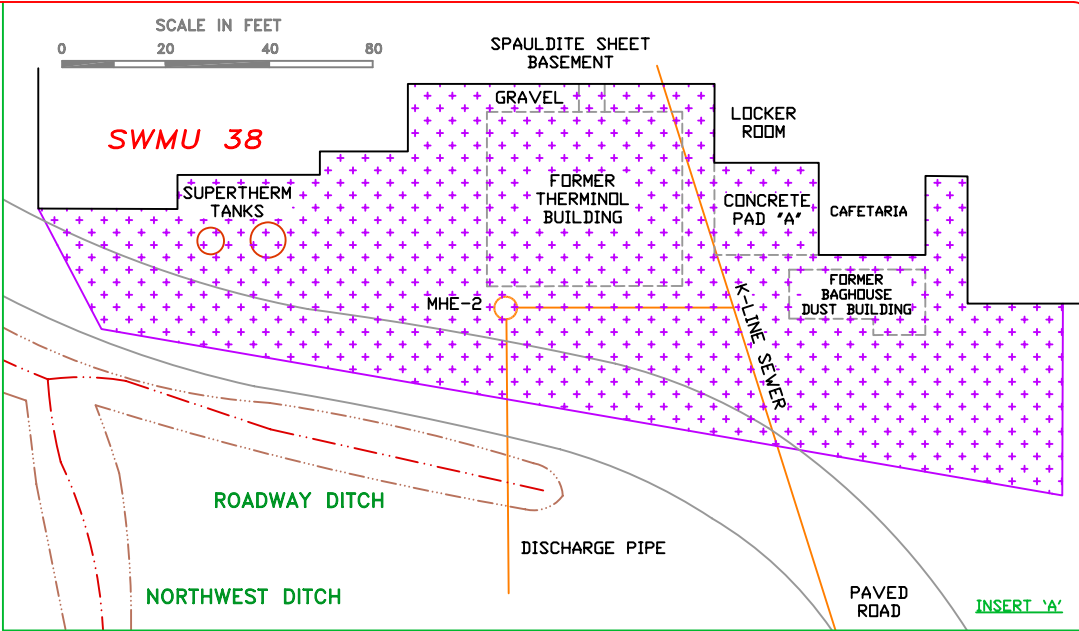 SCALE IN FEET
0 20 40 80
SPAULDITE SHEET
BASEMENT
GRAVEL
LOCKER
ROOM
SWMU 38
SUPERTHERM
TANKS
FORMER
THERMINOL
BUILDING
CONCRETE
PAD "A"
CAFETARIA
FORMER
BAGHOUSE
DUST BUILDING
MHE-2
K-LINE SEWER
ROADWAY DITCH
DISCHARGE PIPE
NORTHWEST DITCH
PAVED
ROAD
INSERT 'A'